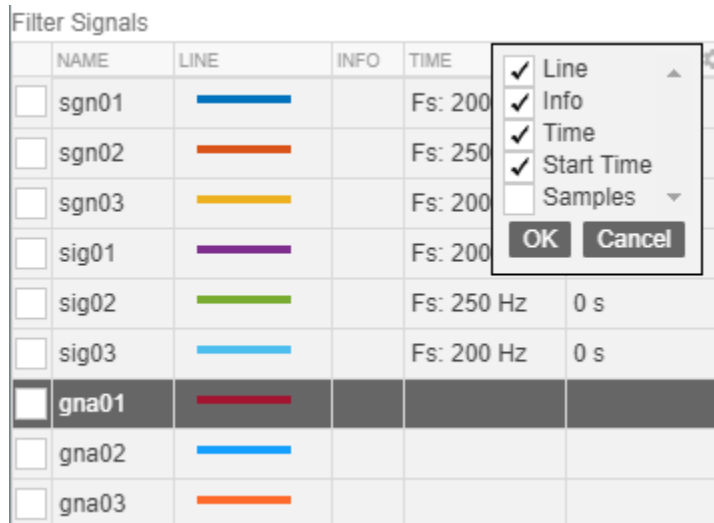 Filter Signals
NAME LINE INFO TIME
Line
Info
Time
Start Time
Samples
OK Cancel
sgn01 Fs: 200
sgn02 Fs: 250
sgn03 Fs: 200
sig01 Fs: 200
sig02 Fs: 250 Hz 0 s
sig03 Fs: 200 Hz 0 s
gna01
gna02
gna03